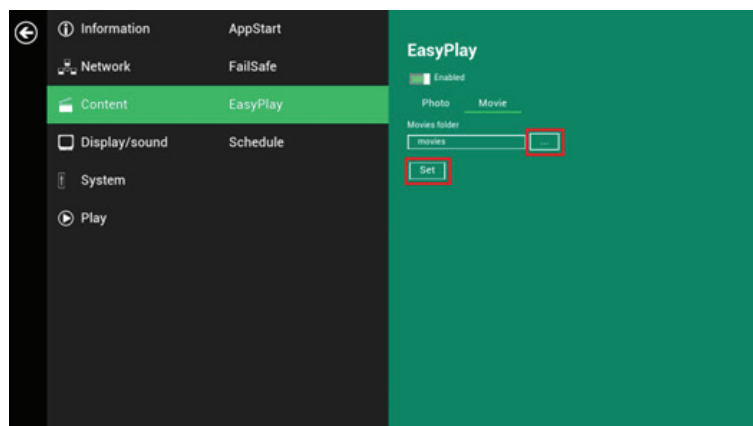 Information
Network
Content
Display/sound
System
Play
AppStart
FailSafe
EasyPlay
Schedule
EasyPlay
Enabled
Photo Movie
Movies folder
movies ...
Set